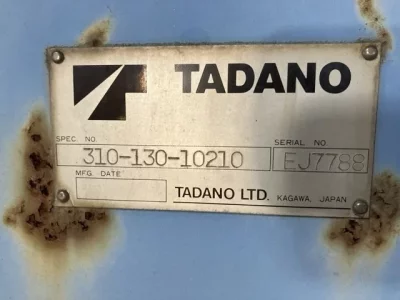 TADANO
SPEC. NO. SERIAL NO.
310-130-10210 EJ7788
MFG. DATE
TADANO LTD. KAGAWA, JAPAN